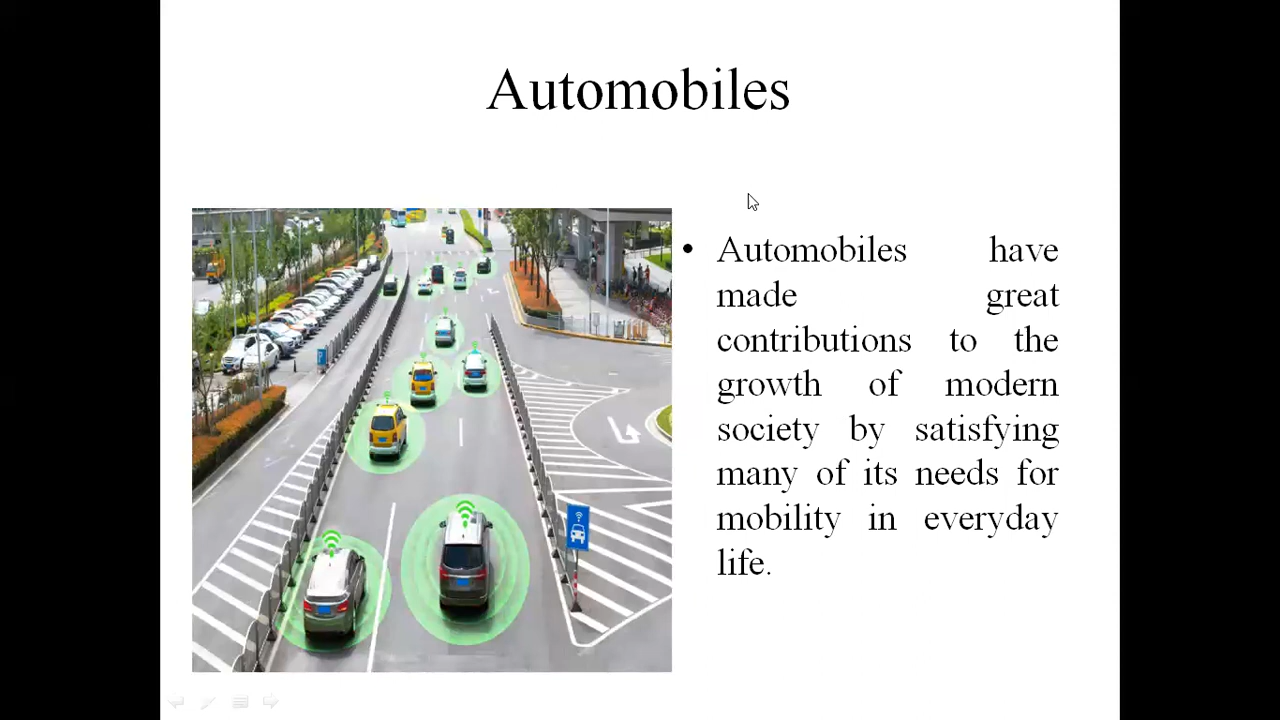 Automobiles
• Automobiles have
made great
contributions to the
growth of modern
society by satisfying
many of its needs for
mobility in everyday
life.